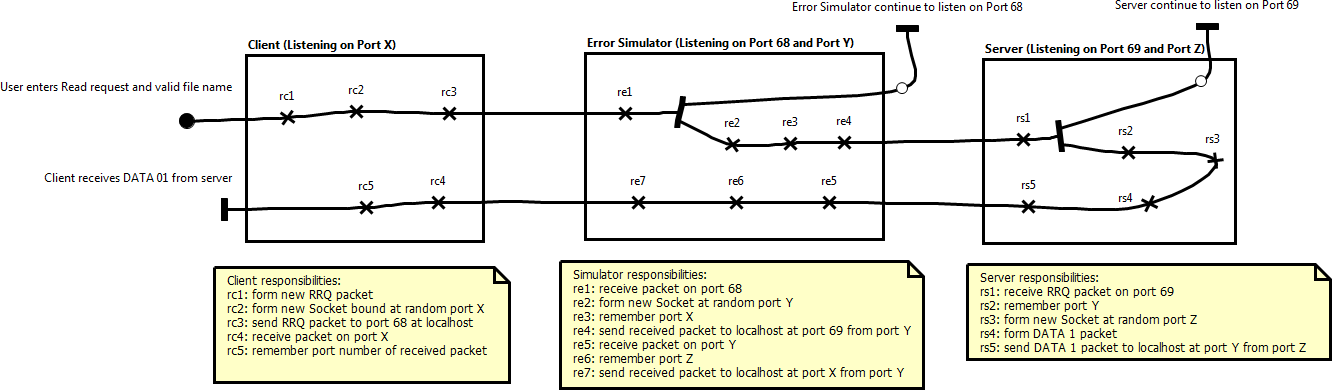 Error Simulator continue to listen on Port 68
Server continue to listen on Port 69
Client (Listening on Port X)
Error Simulator (Listening on Port 68 and Port Y)
Server (Listening on Port 69 and Port Z)
User enters Read request and valid file name
rc1
rc2
rc3
re1
re2
re3
re4
rs1
rs2
rs3
Client receives DATA 01 from server
rc5
rc4
re7
re6
re5
rs5
rs4
Client responsibilities:
rc1: form new RRQ packet
rc2: form new Socket bound at random port X
rc3: send RRQ packet to port 68 at localhost
rc4: receive packet on port X
rc5: remember port number of received packet
Simulator responsibilities:
re1: receive packet on port 68
re2: form new Socket at random port Y
re3: remember port X
re4: send received packet to localhost at port 69 from port Y
re5: receive packet on port Y
re6: remember port Z
re7: send received packet to localhost at port X from port Y
Server responsibilities:
rs1: receive RRQ packet on port 69
rs2: remember port Y
rs3: form new Socket at random port Z
rs4: form DATA 1 packet
rs5: send DATA 1 packet to localhost at port Y from port Z